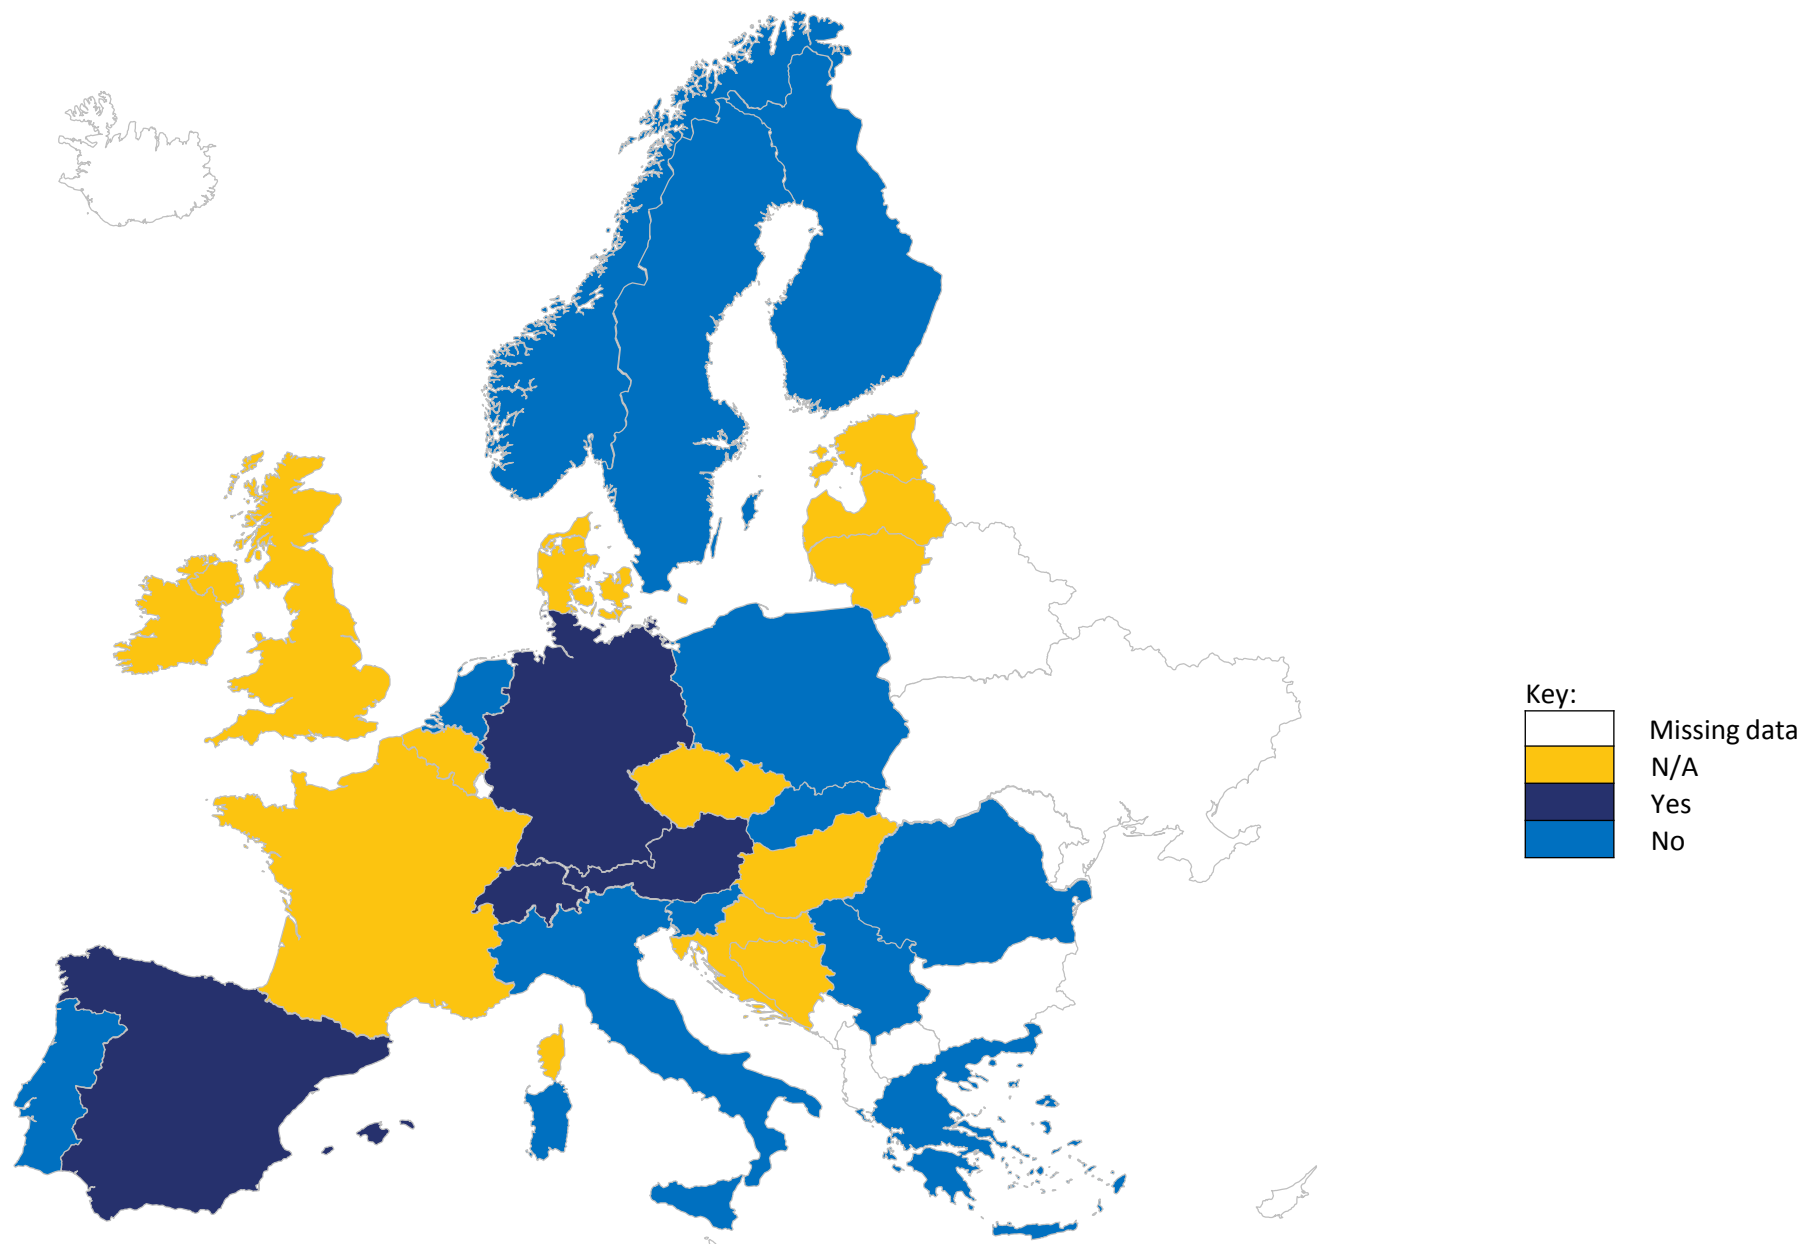 Key:
Missing data
N/A
Yes
No